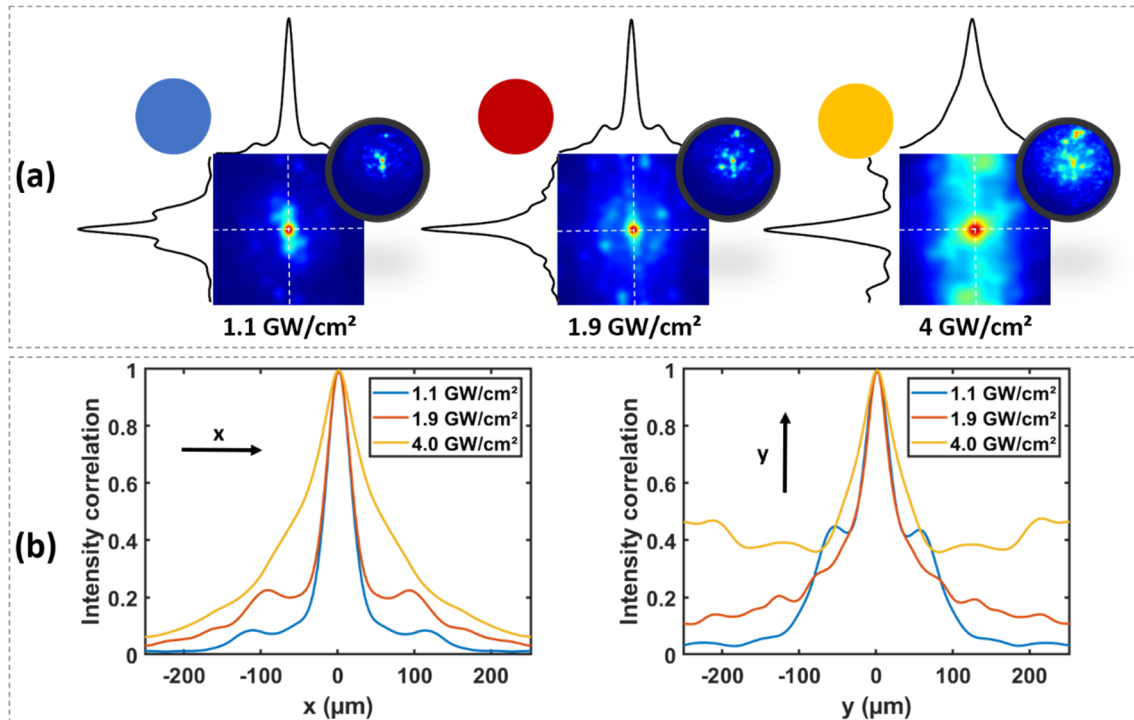 (a)
1.1 GW/cm²
1.9 GW/cm²
4 GW/cm²
(b)
Intensity correlation
1
0.8
0.6
0.4
0.2
0
x
1.1 GW/cm²
1.9 GW/cm²
4.0 GW/cm²
-200 -100 0 100 200
x (μm)
Intensity correlation
1
0.8
0.6
0.4
0.2
0
y
1.1 GW/cm²
1.9 GW/cm²
4.0 GW/cm²
-200 -100 0 100 200
y (μm)